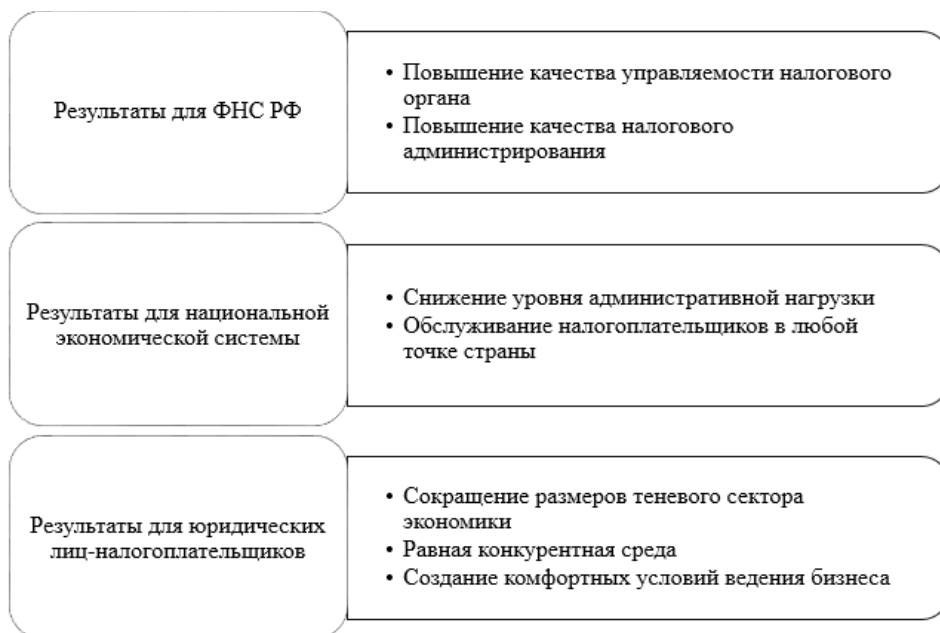 Результаты для ФНС РФ
• Повышение качества управляемости налогового
органа
• Повышение качества налогового
администрирования
Результаты для национальной
экономической системы
• Снижение уровня административной нагрузки
• Обслуживание налогоплательщиков в любой
точке страны
Результаты для юридических
лиц-налогоплательщиков
• Сокращение размеров теневого сектора
экономики
• Равная конкурентная среда
• Создание комфортных условий ведения бизнеса